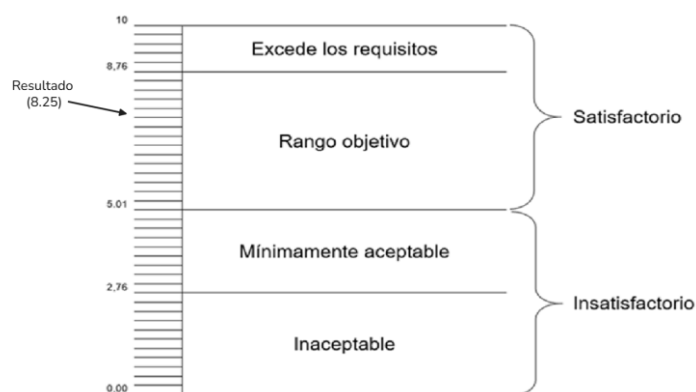 10
Excede los requisitos
8,76
Resultado
(8.25)
Satisfactorio
Rango objetivo
5.01
Mínimamente aceptable
2,76
Insatisfactorio
Inaceptable
0.00